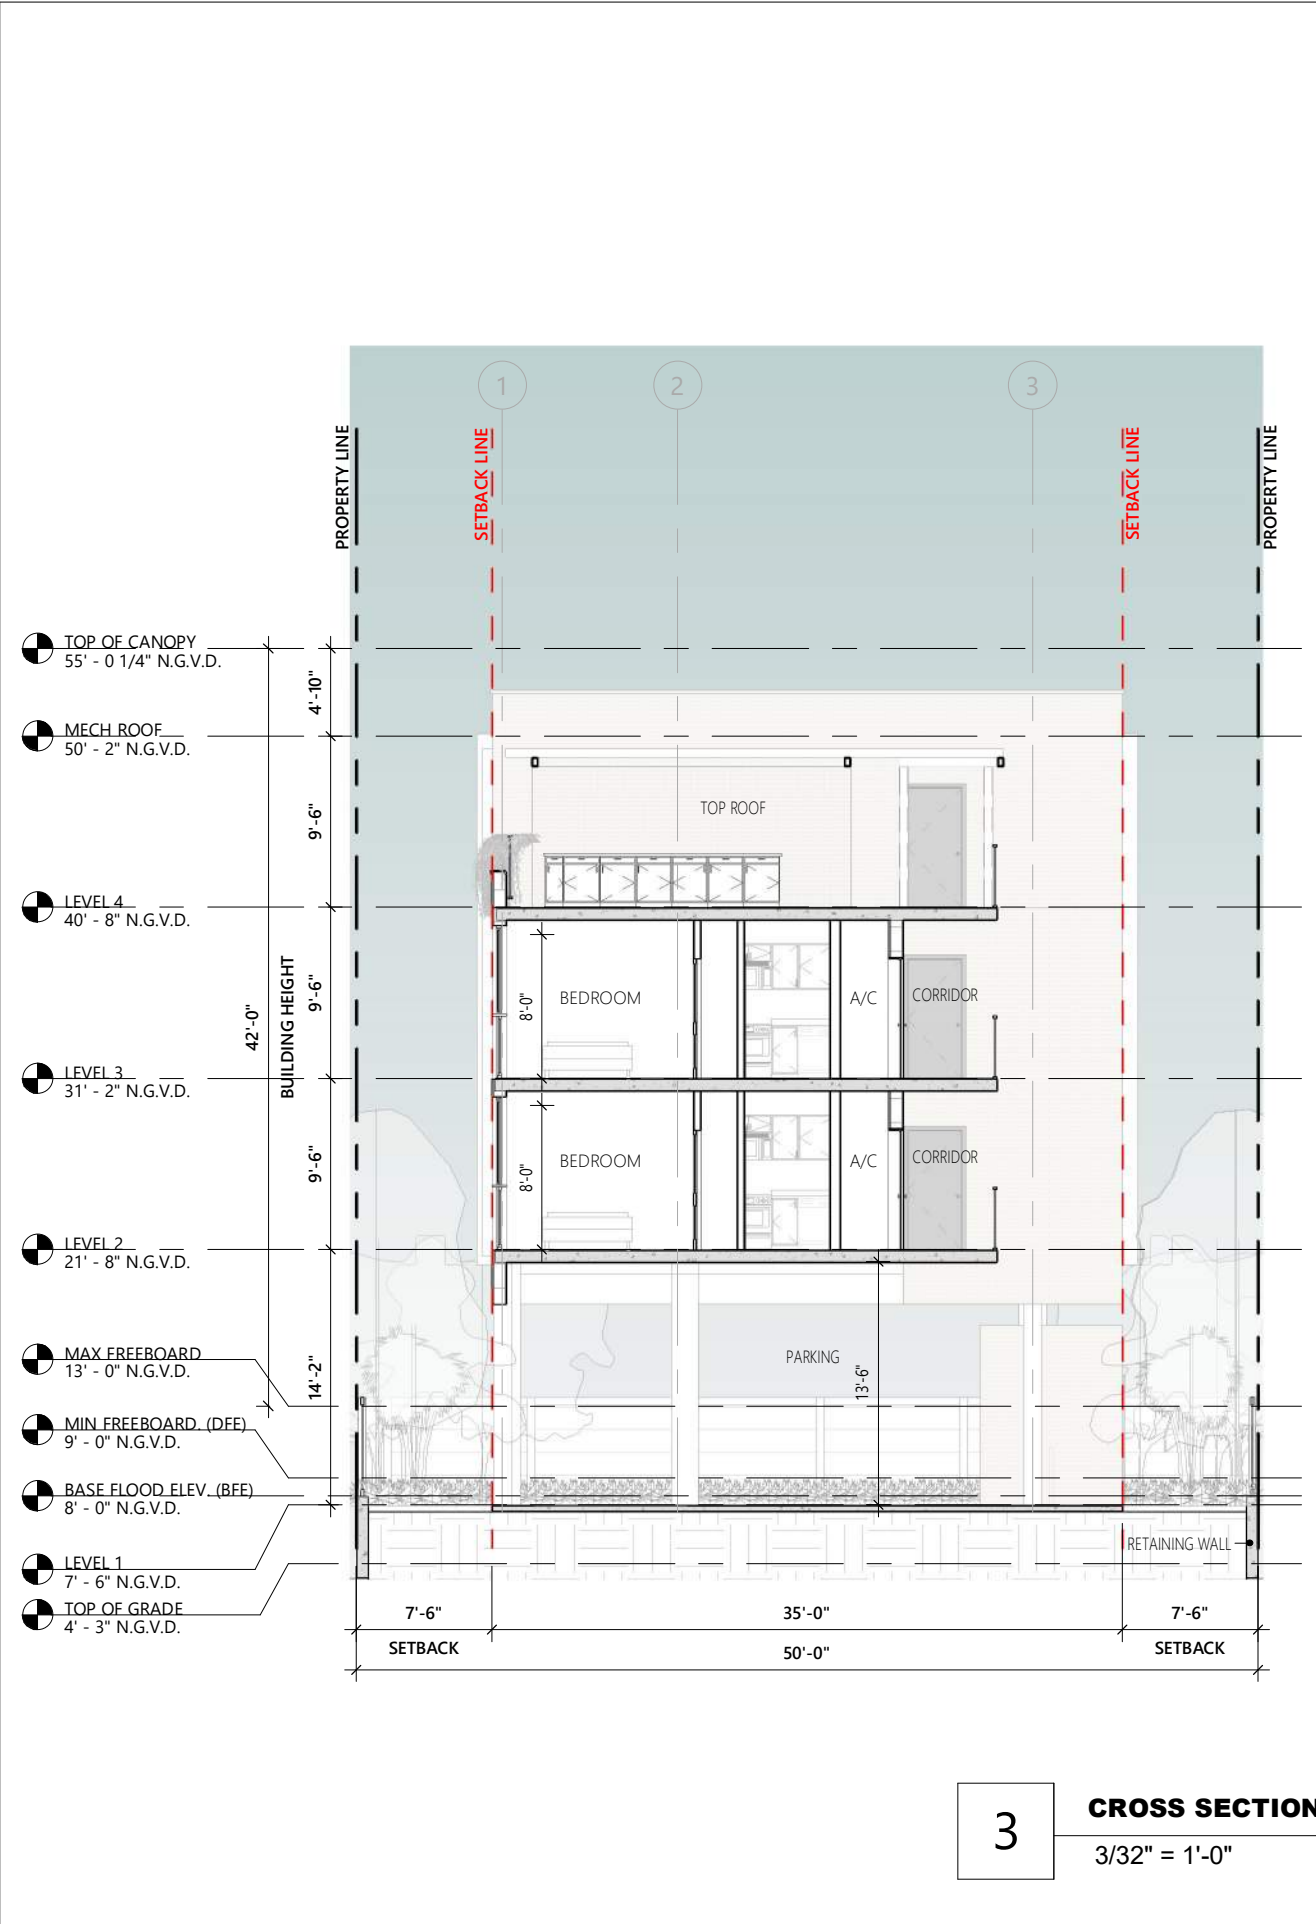 1
2
3
PROPERTY LINE
SETBACK LINE
SETBACK LINE
PROPERTY LINE
TOP OF CANOPY
55' - 0 1/4" N.G.V.D.
4'-10"
MECH ROOF
50' - 2" N.G.V.D.
9'-6"
TOP ROOF
LEVEL 4
40' - 8" N.G.V.D.
42'-0"
BUILDING HEIGHT
9'-6"
8'-0"
BEDROOM
A/C
CORRIDOR
LEVEL 3
31' - 2" N.G.V.D.
9'-6"
8'-0"
BEDROOM
A/C
CORRIDOR
LEVEL 2
21' - 8" N.G.V.D.
14'-2"
PARKING
13'-6"
MAX FREEBOARD
13' - 0" N.G.V.D.
MIN FREEBOARD. (DFE)
9' - 0" N.G.V.D.
BASE FLOOD ELEV. (BFE)
8' - 0" N.G.V.D.
LEVEL 1
7' - 6" N.G.V.D.
RETAINING WALL
TOP OF GRADE
4' - 3" N.G.V.D.
7'-6"
35'-0"
7'-6"
SETBACK
50'-0"
SETBACK
3
CROSS SECTION
3/32" = 1'-0"